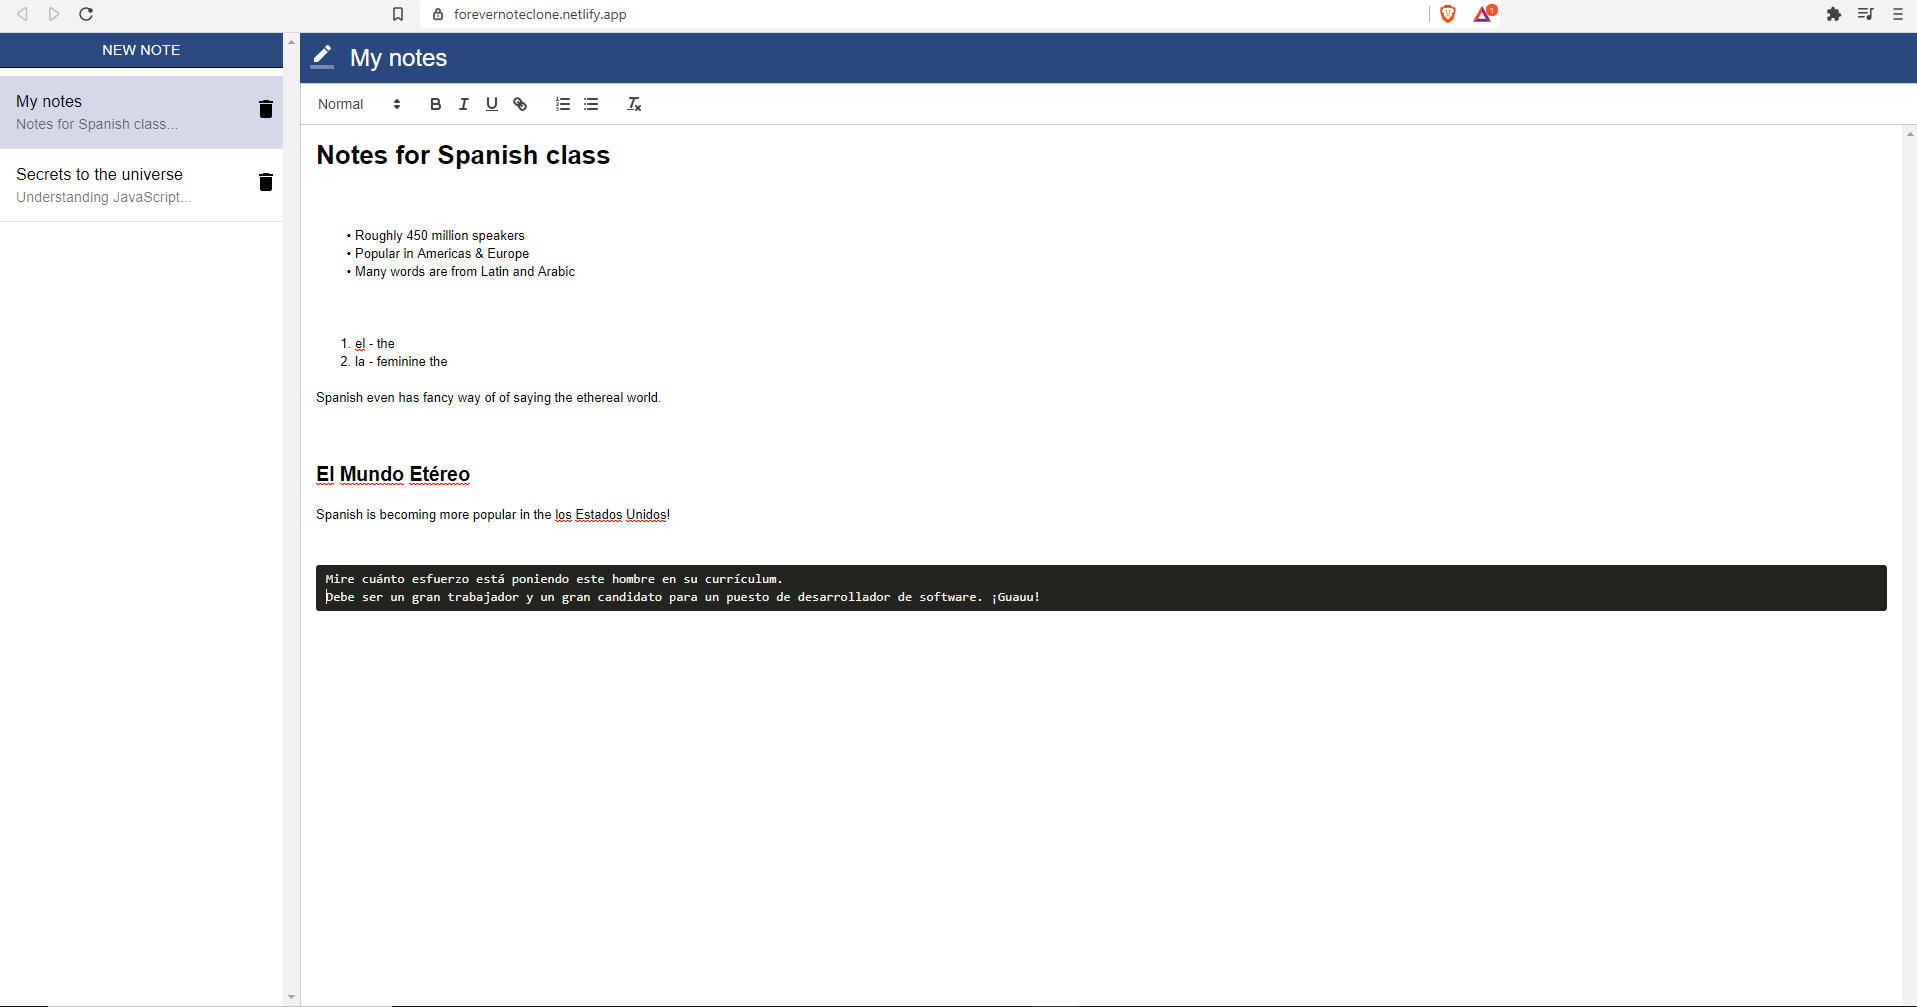 forevernoteclone.netlify.app
1
NEW NOTE
My notes
Notes for Spanish class...
Secrets to the universe
Understanding JavaScript...
My notes
Normal
Notes for Spanish class
• Roughly 450 million speakers
• Popular in Americas & Europe
• Many words are from Latin and Arabic
1. el - the
2. la - feminine the
Spanish even has fancy way of of saying the ethereal world.
El Mundo Etéreo
Spanish is becoming more popular in the los Estados Unidos!
Mire cuánto esfuerzo está poniendo este hombre en su currículum.
Debe ser un gran trabajador y un gran candidato para un puesto de desarrollador de software. ¡Guauu!